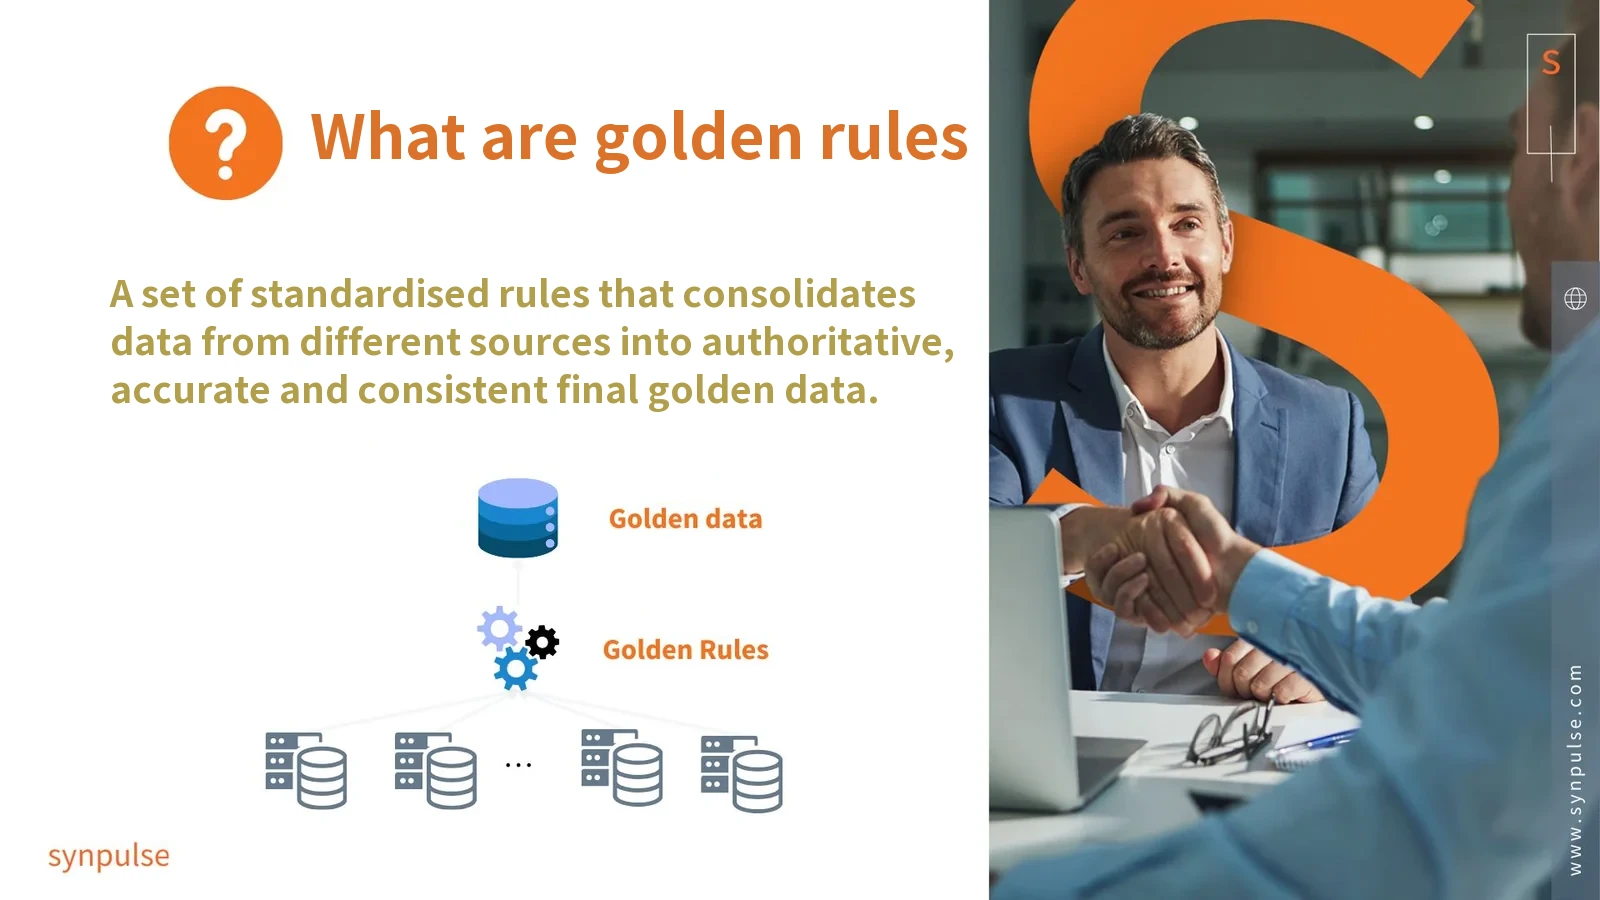 What are golden rules
A set of standardised rules that consolidates
data from different sources into authoritative,
accurate and consistent final golden data.
Golden data
Golden Rules
...
synpulse
S
www.synpulse.com